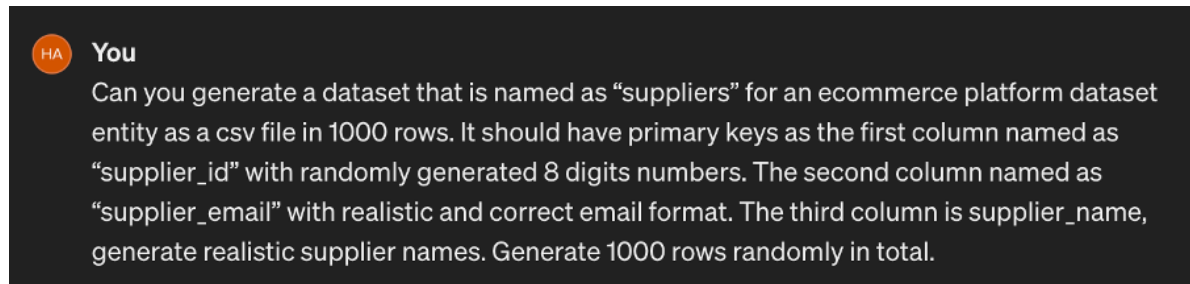 HA
You
Can you generate a dataset that is named as “suppliers” for an ecommerce platform dataset
entity as a csv file in 1000 rows. It should have primary keys as the first column named as
“supplier_id” with randomly generated 8 digits numbers. The second column named as
“supplier_email” with realistic and correct email format. The third column is supplier_name,
generate realistic supplier names. Generate 1000 rows randomly in total.